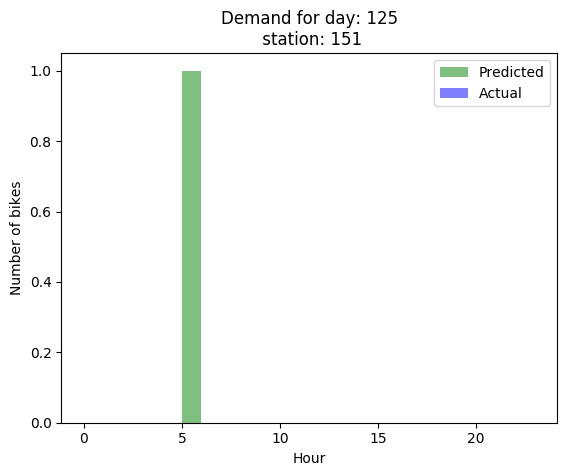 Demand for day: 125
station: 151
Predicted
Actual
Number of bikes
1.0
0.8
0.6
0.4
0.2
0.0
0 5 10 15 20
Hour